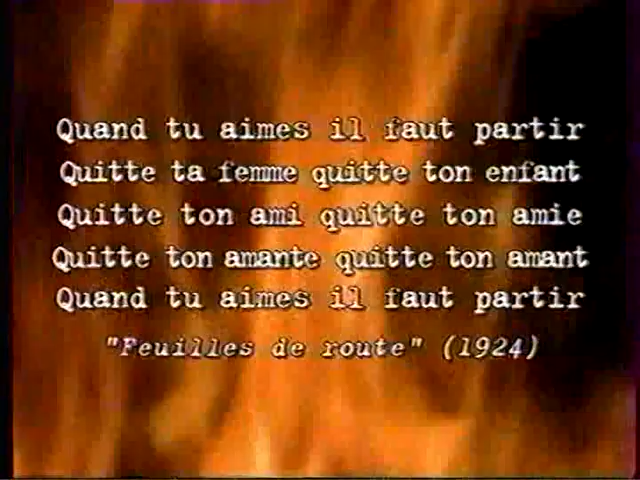 Quand tu aimes il faut partir
Quitte ta femme quitte ton enfant
Quitte ton ami quitte ton amie
Quitte ton amante quitte ton amant
Quand tu aimes il faut partir
"Feuilles de route" (1924)